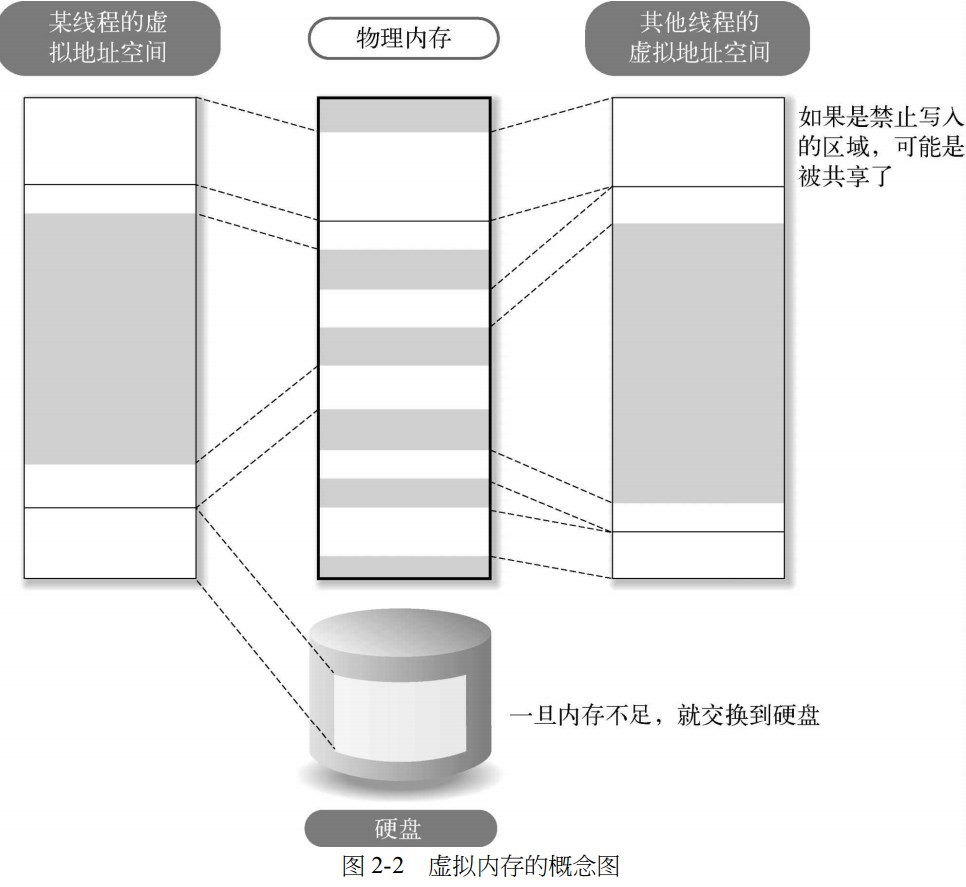 某线程的虚
拟地址空间
物理内存
其他线程的
虚拟地址空间
如果是禁止写入
的区域，可能是
被共享了
一旦内存不足，就交换到硬盘
硬盘
图 2-2 虚拟内存的概念图